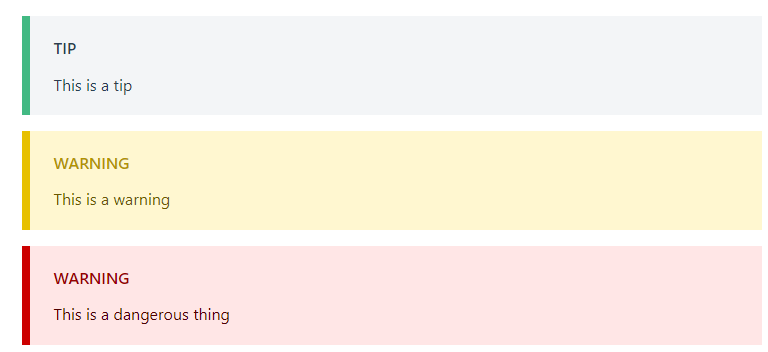 TIP
This is a tip
WARNING
This is a warning
WARNING
This is a dangerous thing